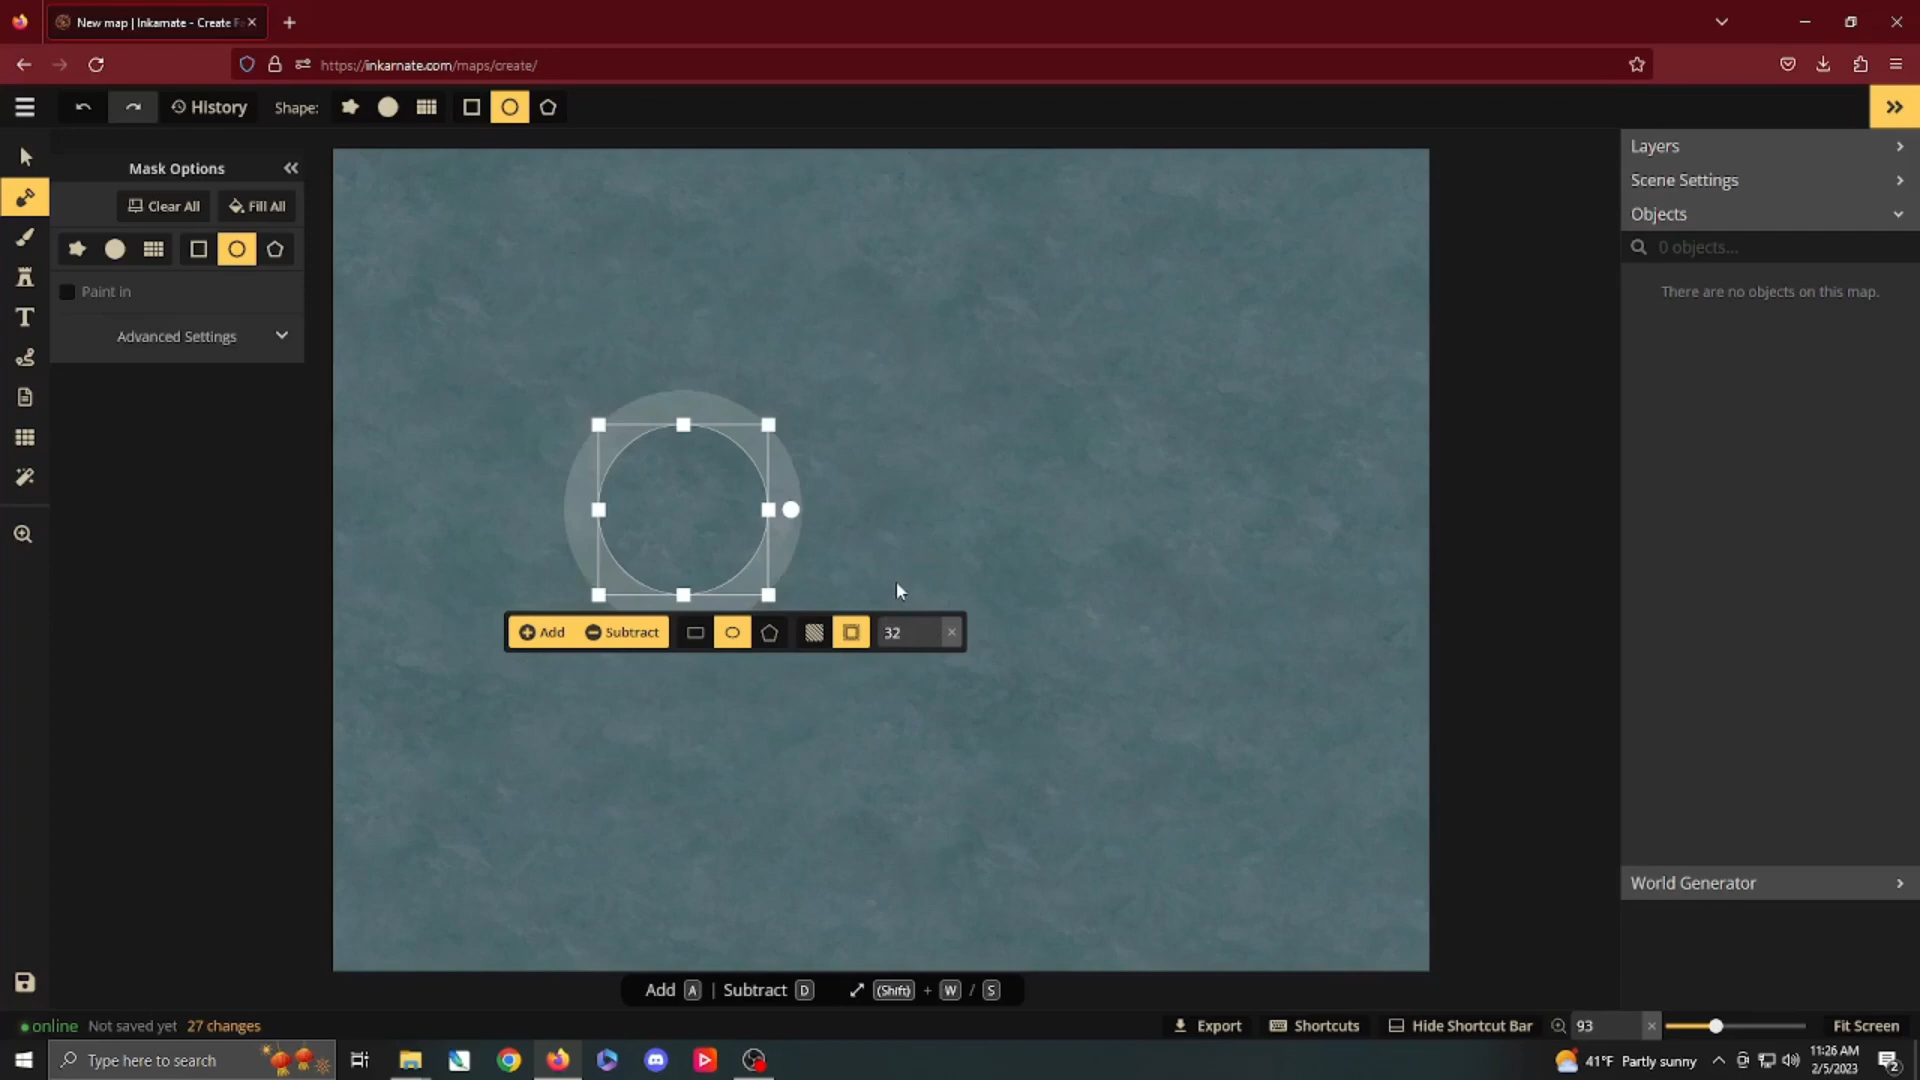 New map | Inkarnate - Create Fa
https://inkarnate.com/maps/create/
History
Shape:
Mask Options
Clear All
Fill All
Paint in
Advanced Settings
Layers
Scene Settings
Objects
0 objects...
There are no objects on this map.
World Generator
Add
Subtract
32
Add A | Subtract D (Shift) + W / S
online
Not saved yet
27 changes
Export
Shortcuts
Hide Shortcut Bar
93
Fit Screen
Type here to search
41°F Partly sunny
11:26 AM
2/5/2023
2